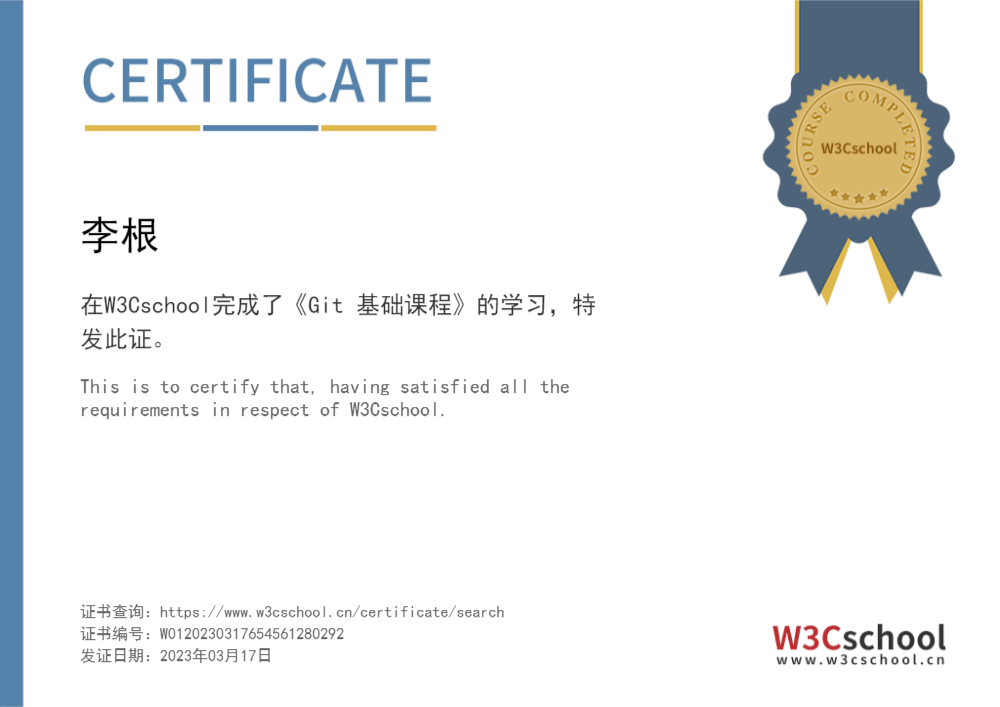 CERTIFICATE
COURSE COMPLETED
W3Cschool
李根
在W3Cschool完成了《Git 基础课程》的学习，特
发此证。
This is to certify that, having satisfied all the
requirements in respect of W3Cschool.
证书查询：https://www.w3cschool.cn/certificate/search
证书编号：W0120230317654561280292
发证日期：2023年03月17日
W3Cschool
www.w3cschool.cn